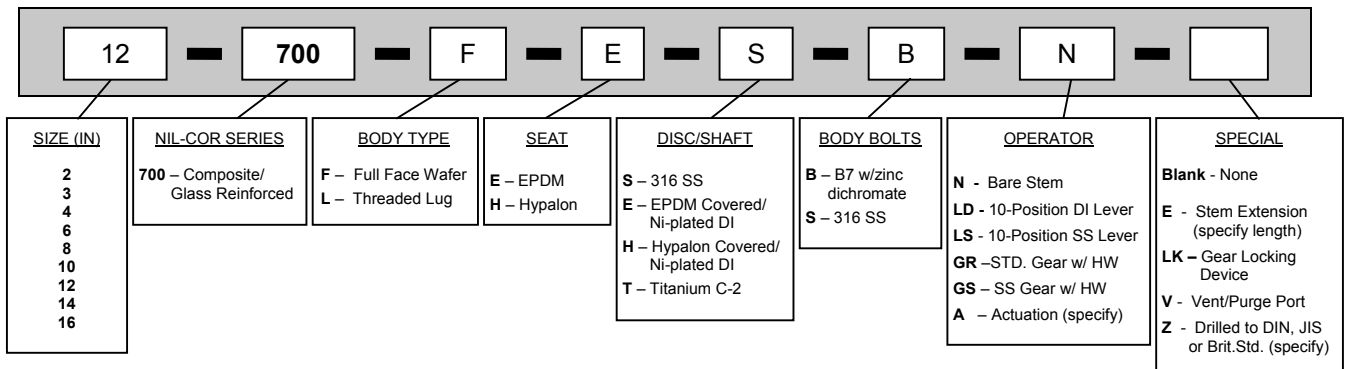 12 700 F E S B N
SIZE (IN)
2
3
4
6
8
10
12
14
16
NIL-COR SERIES
700 – Composite/
Glass Reinforced
BODY TYPE
F – Full Face Wafer
L – Threaded Lug
SEAT
E – EPDM
H – Hypalon
DISC/SHAFT
S – 316 SS
E – EPDM Covered/
Ni-plated DI
H – Hypalon Covered/
Ni-plated DI
T – Titanium C-2
BODY BOLTS
B – B7 w/zinc
dichromate
S – 316 SS
OPERATOR
N - Bare Stem
LD - 10-Position DI Lever
LS - 10-Position SS Lever
GR –STD. Gear w/ HW
GS – SS Gear w/ HW
A – Actuation (specify)
SPECIAL
Blank - None
E - Stem Extension
(specify length)
LK – Gear Locking
Device
V - Vent/Purge Port
Z - Drilled to DIN, JIS
or Brit.Std. (specify)